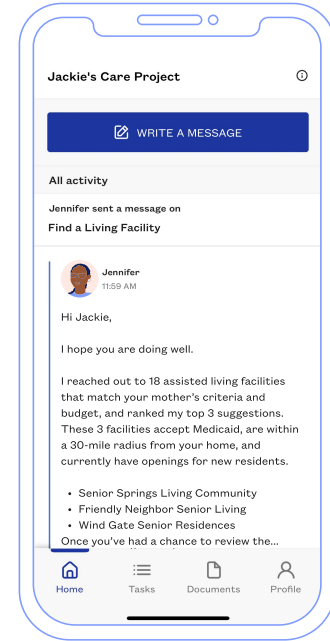 Jackie's Care Project
WRITE A MESSAGE
All activity
Jennifer sent a message on
Find a Living Facility
Jennifer
11:59 AM
Hi Jackie,
I hope you are doing well.
I reached out to 18 assisted living facilities
that match your mother's criteria and
budget, and ranked my top 3 suggestions.
These 3 facilities accept Medicaid, are within
a 30-mile radius from your home, and
currently have openings for new residents.
• Senior Springs Living Community
• Friendly Neighbor Senior Living
• Wind Gate Senior Residences
Once you've had a chance to review the...
Home Tasks Documents Profile